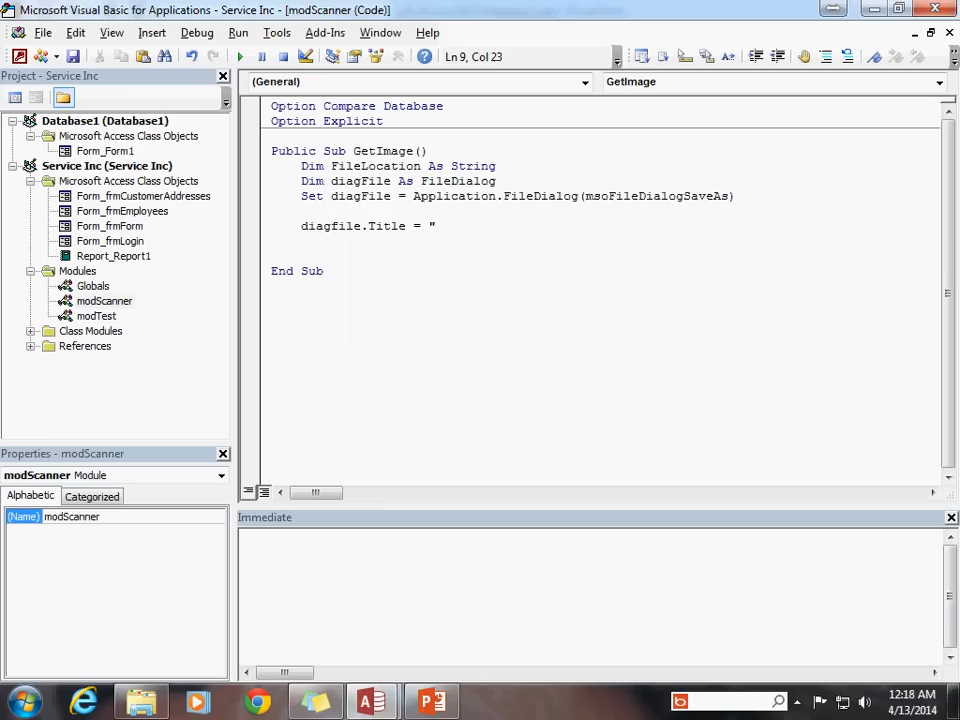 Microsoft Visual Basic for Applications - Service Inc - [modScanner (Code)]
File Edit View Insert Format Debug Run Tools Add-Ins Window Help
Ln 9, Col 23
Project - Service Inc
(General)
GetImage
Database1 (Database1)
Microsoft Access Class Objects
Form_Form1
Service Inc (Service Inc)
Microsoft Access Class Objects
Form_frmCustomerAddresses
Form_frmEmployees
Form_frmForm
Form_frmLogin
Report_Report1
Modules
Globals
modScanner
modTest
Class Modules
References
Option Compare Database
Option Explicit
Public Sub GetImage()
Dim FileLocation As String
Dim diagFile As FileDialog
Set diagFile = Application.FileDialog(msoFileDialogSaveAs)
diagfile.Title = "
End Sub
Properties - modScanner
modScanner Module
Alphabetic Categorized
(Name) modScanner
Immediate
12:18 AM
4/13/2014